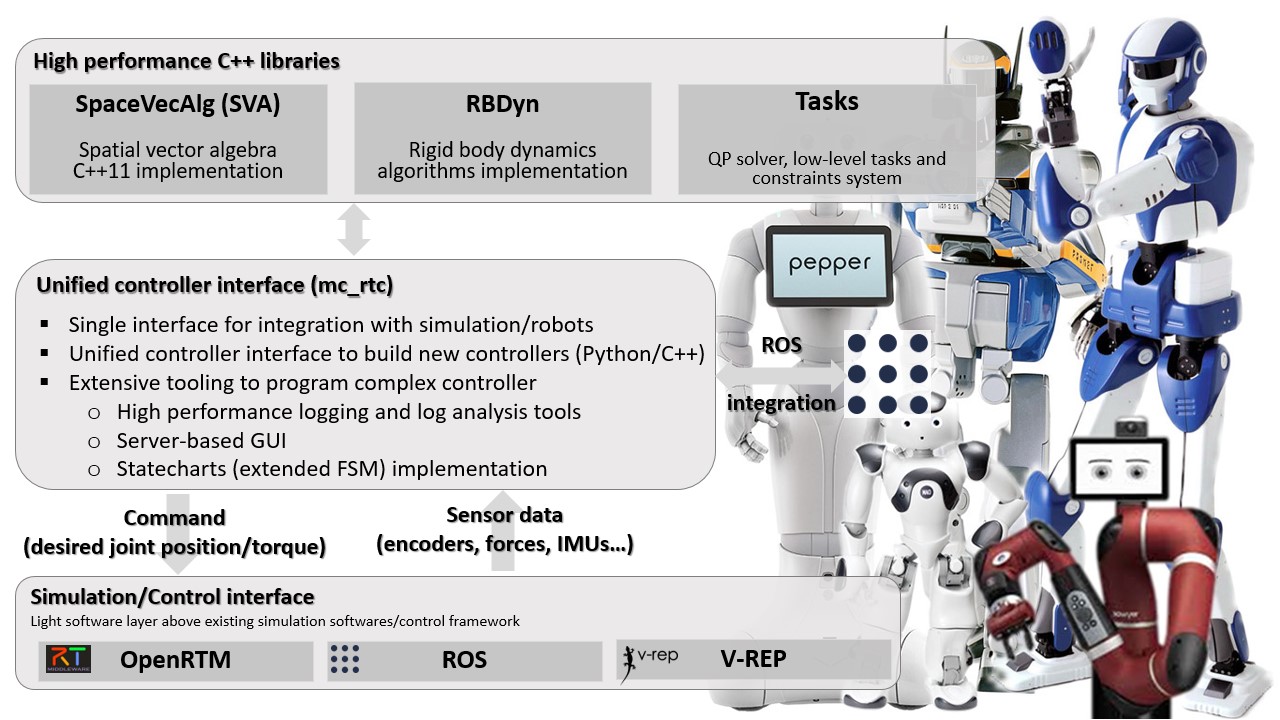 High performance C++ libraries
SpaceVecAlg (SVA)
Spatial vector algebra
C++11 implementation
RBDyn
Rigid body dynamics
algorithms implementation
Tasks
QP solver, low-level tasks and
constraints system
Unified controller interface (mc_rtc)
▪ Single interface for integration with simulation/robots
▪ Unified controller interface to build new controllers (Python/C++)
▪ Extensive tooling to program complex controller
o High performance logging and log analysis tools
o Server-based GUI
o Statecharts (extended FSM) implementation
pepper
ROS
integration
Command
(desired joint position/torque)
Sensor data
(encoders, forces, IMUs…)
Simulation/Control interface
Light software layer above existing simulation softwares/control framework
RT
MIDDLEWARE
OpenRTM
ROS
v-rep
V-REP